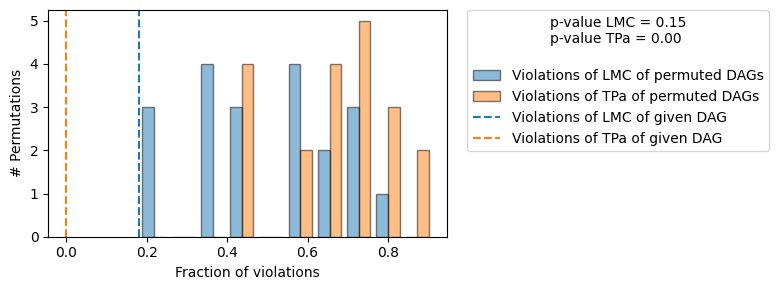 5
4
3
2
1
0
# Permutations
0.0 0.2 0.4 0.6 0.8
Fraction of violations
p-value LMC = 0.15
p-value TPa = 0.00
Violations of LMC of permuted DAGs
Violations of TPa of permuted DAGs
Violations of LMC of given DAG
Violations of TPa of given DAG